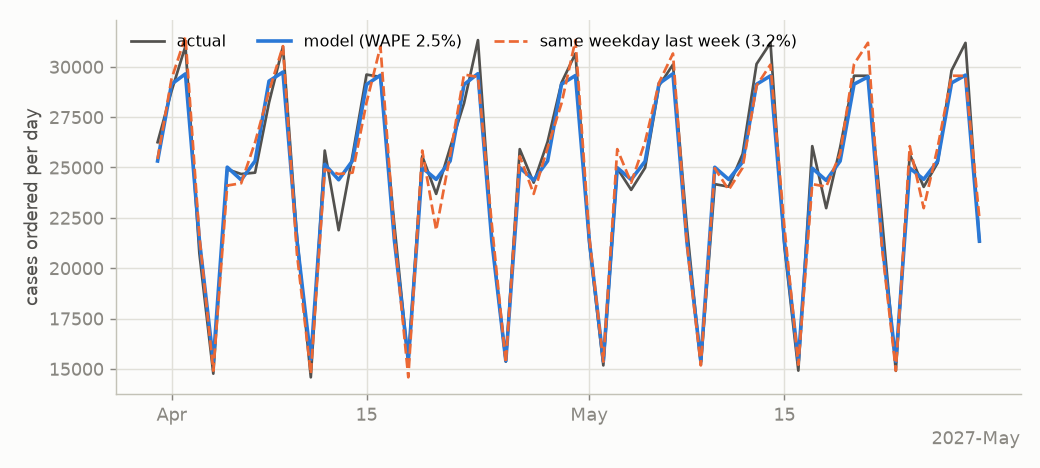 actual
model (WAPE 2.5%)
same weekday last week (3.2%)
cases ordered per day
30000
27500
25000
22500
20000
17500
15000
Apr
15
May
15
2027-May